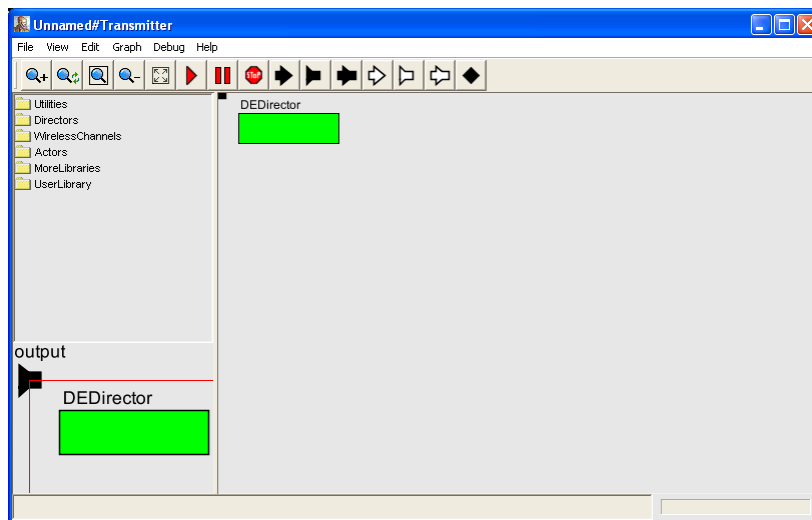 Unnamed#Transmitter
File View Edit Graph Debug Help
STOP
Utilities
Directors
WirelessChannels
Actors
MoreLibraries
UserLibrary
DEDirector
output
DEDirector